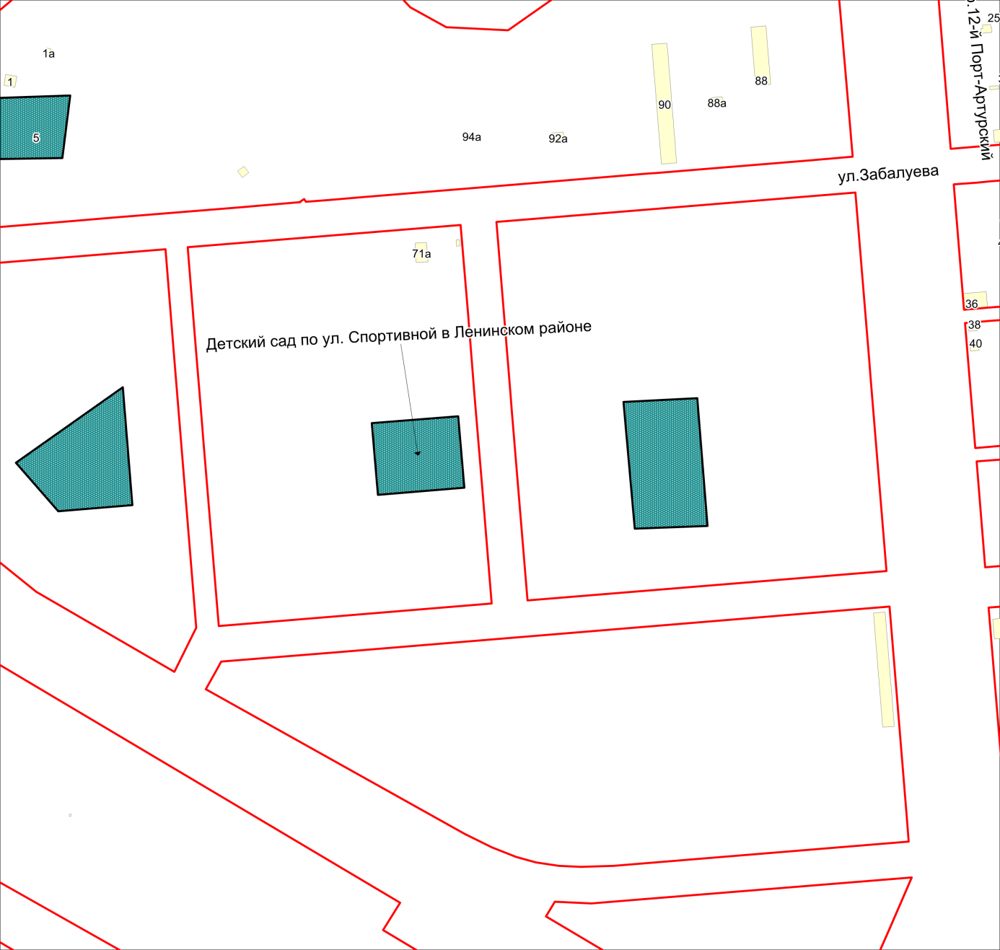 25
1а
1
88
90
88а
5
94а
92а
12-й Порт-Артурский
ул.Забалуева
71а
36
38
40
Детский сад по ул. Спортивной в Ленинском районе